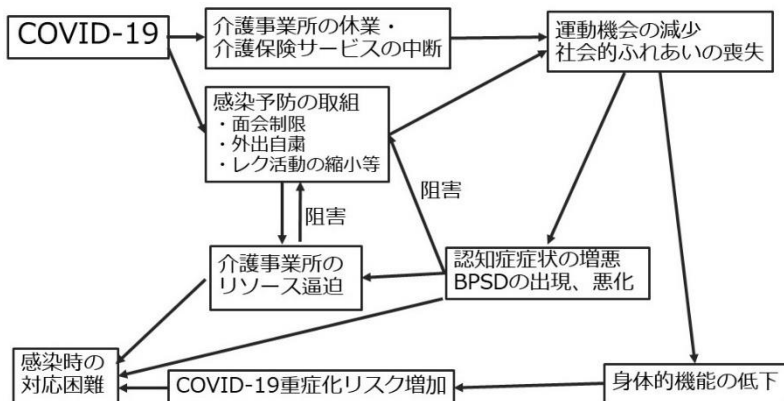 COVID-19
介護事業所の休業・
介護保険サービスの中断
運動機会の減少
社会的ふれあいの喪失
感染予防の取組
・面会制限
・外出自粛
・レク活動の縮小等
阻害
阻害
介護事業所の
リソース逼迫
認知症症状の増悪
BPSDの出現、悪化
感染時の
対応困難
COVID-19重症化リスク増加
身体的機能の低下